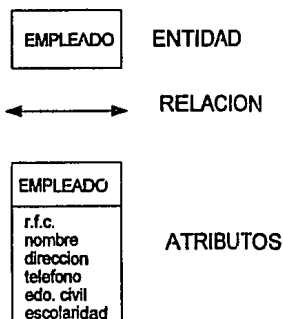 EMPLEADO ENTIDAD
RELACION
EMPLEADO
r.f.c.
nombre
direccion
telefono
edo. civil
escolaridad
ATRIBUTOS